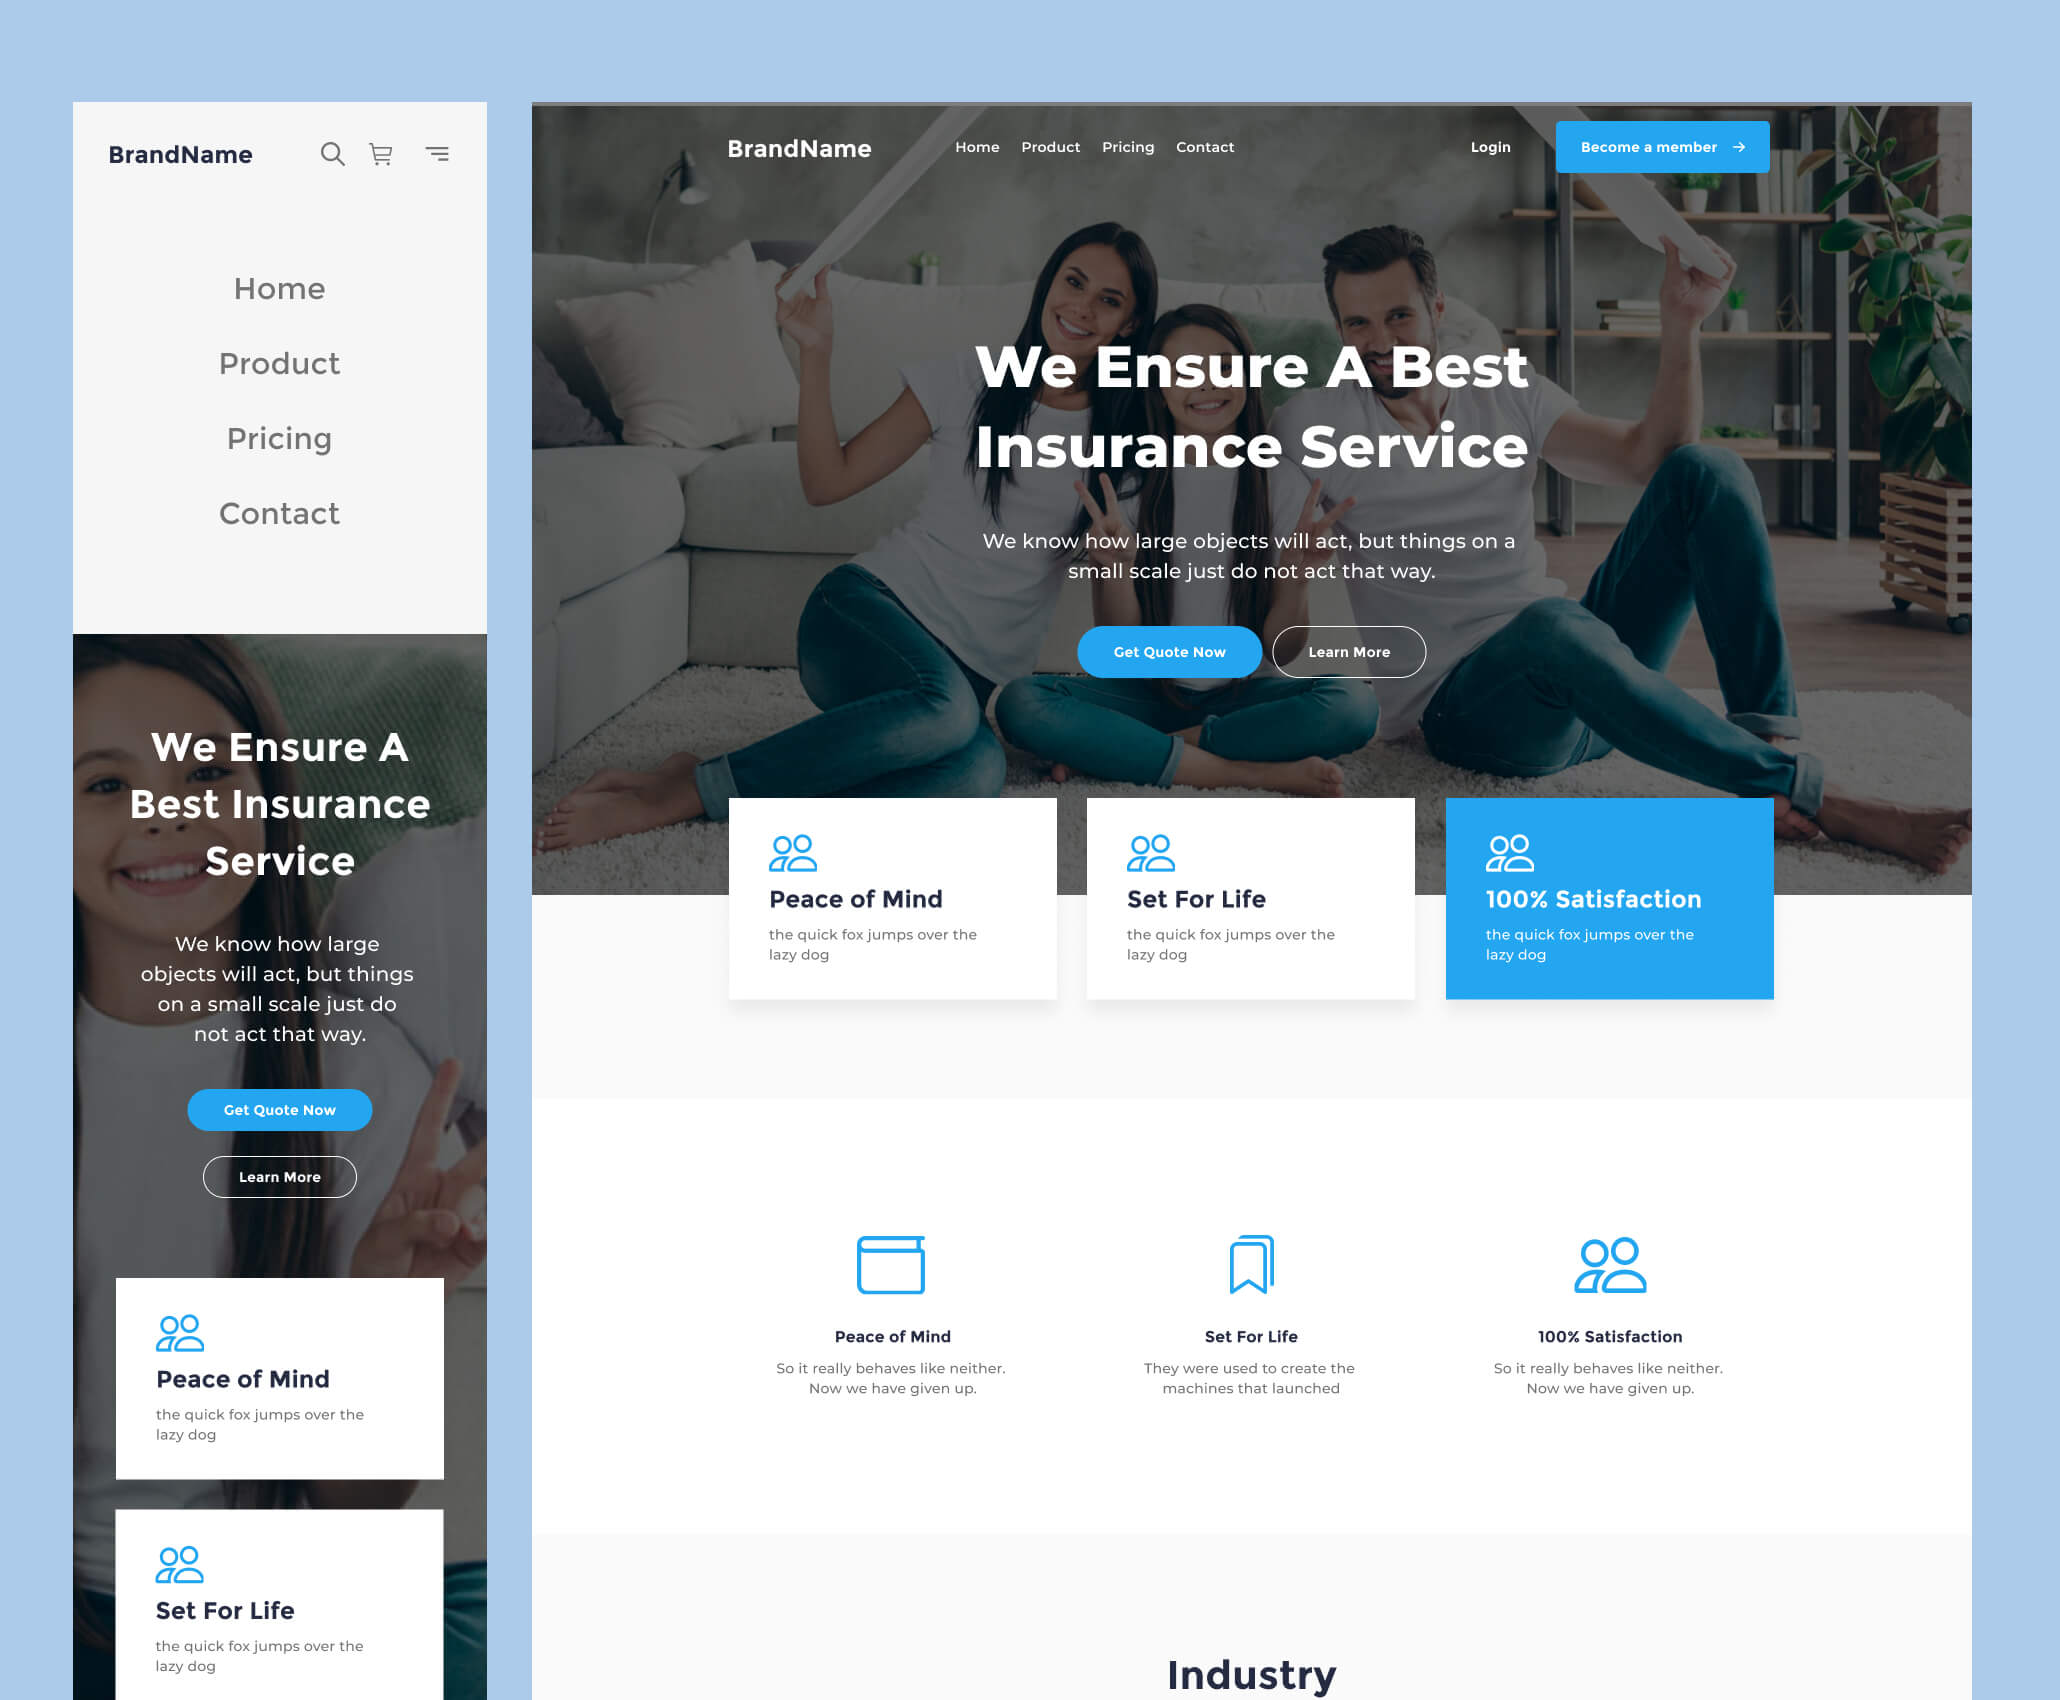 BrandName
Home
Product
Pricing
Contact
We Ensure A
Best Insurance
Service
We know how large
objects will act, but things
on a small scale just do
not act that way.
Get Quote Now
Learn More
Peace of Mind
the quick fox jumps over the
lazy dog
Set For Life
the quick fox jumps over the
lazy dog
BrandName
Home Product Pricing Contact
Login
Become a member
We Ensure A Best
Insurance Service
We know how large objects will act, but things on a
small scale just do not act that way.
Get Quote Now
Learn More
Peace of Mind
the quick fox jumps over the
lazy dog
Set For Life
the quick fox jumps over the
lazy dog
100% Satisfaction
the quick fox jumps over the
lazy dog
Peace of Mind
So it really behaves like neither.
Now we have given up.
Set For Life
They were used to create the
machines that launched
100% Satisfaction
So it really behaves like neither.
Now we have given up.
Industry